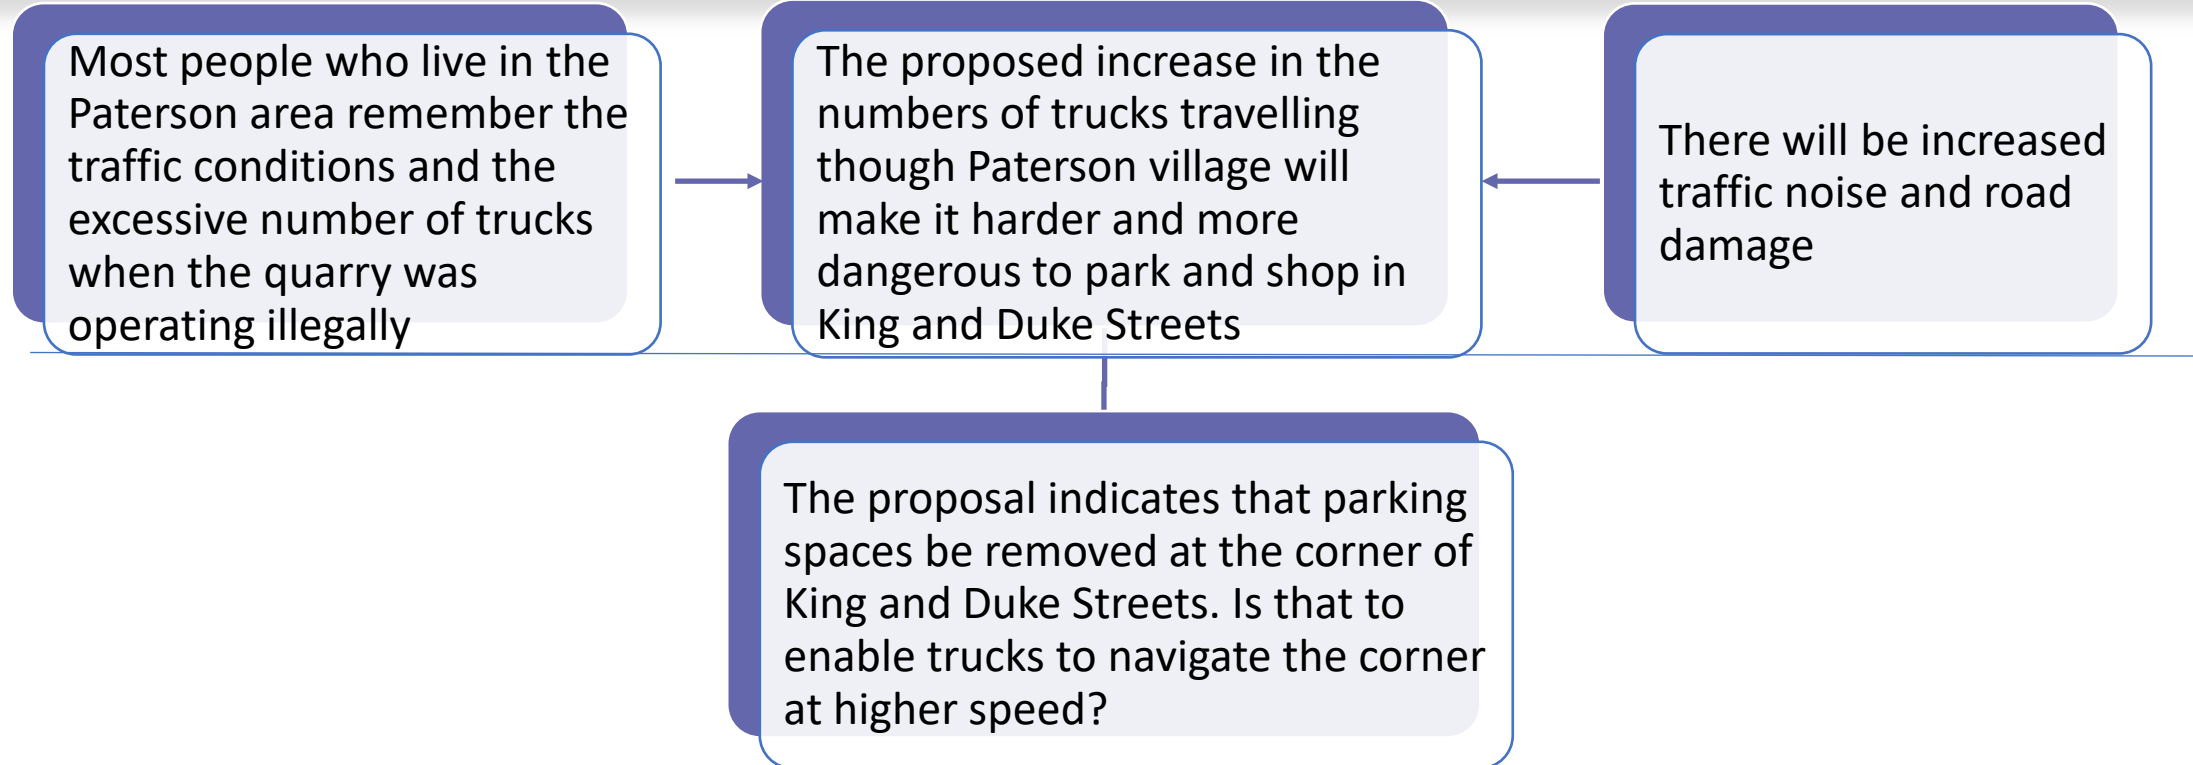 Most people who live in the
Paterson area remember the
traffic conditions and the
excessive number of trucks
when the quarry was
operating illegally
The proposed increase in the
numbers of trucks travelling
though Paterson village will
make it harder and more
dangerous to park and shop in
King and Duke Streets
There will be increased
traffic noise and road
damage
The proposal indicates that parking
spaces be removed at the corner of
King and Duke Streets. Is that to
enable trucks to navigate the corner
at higher speed?